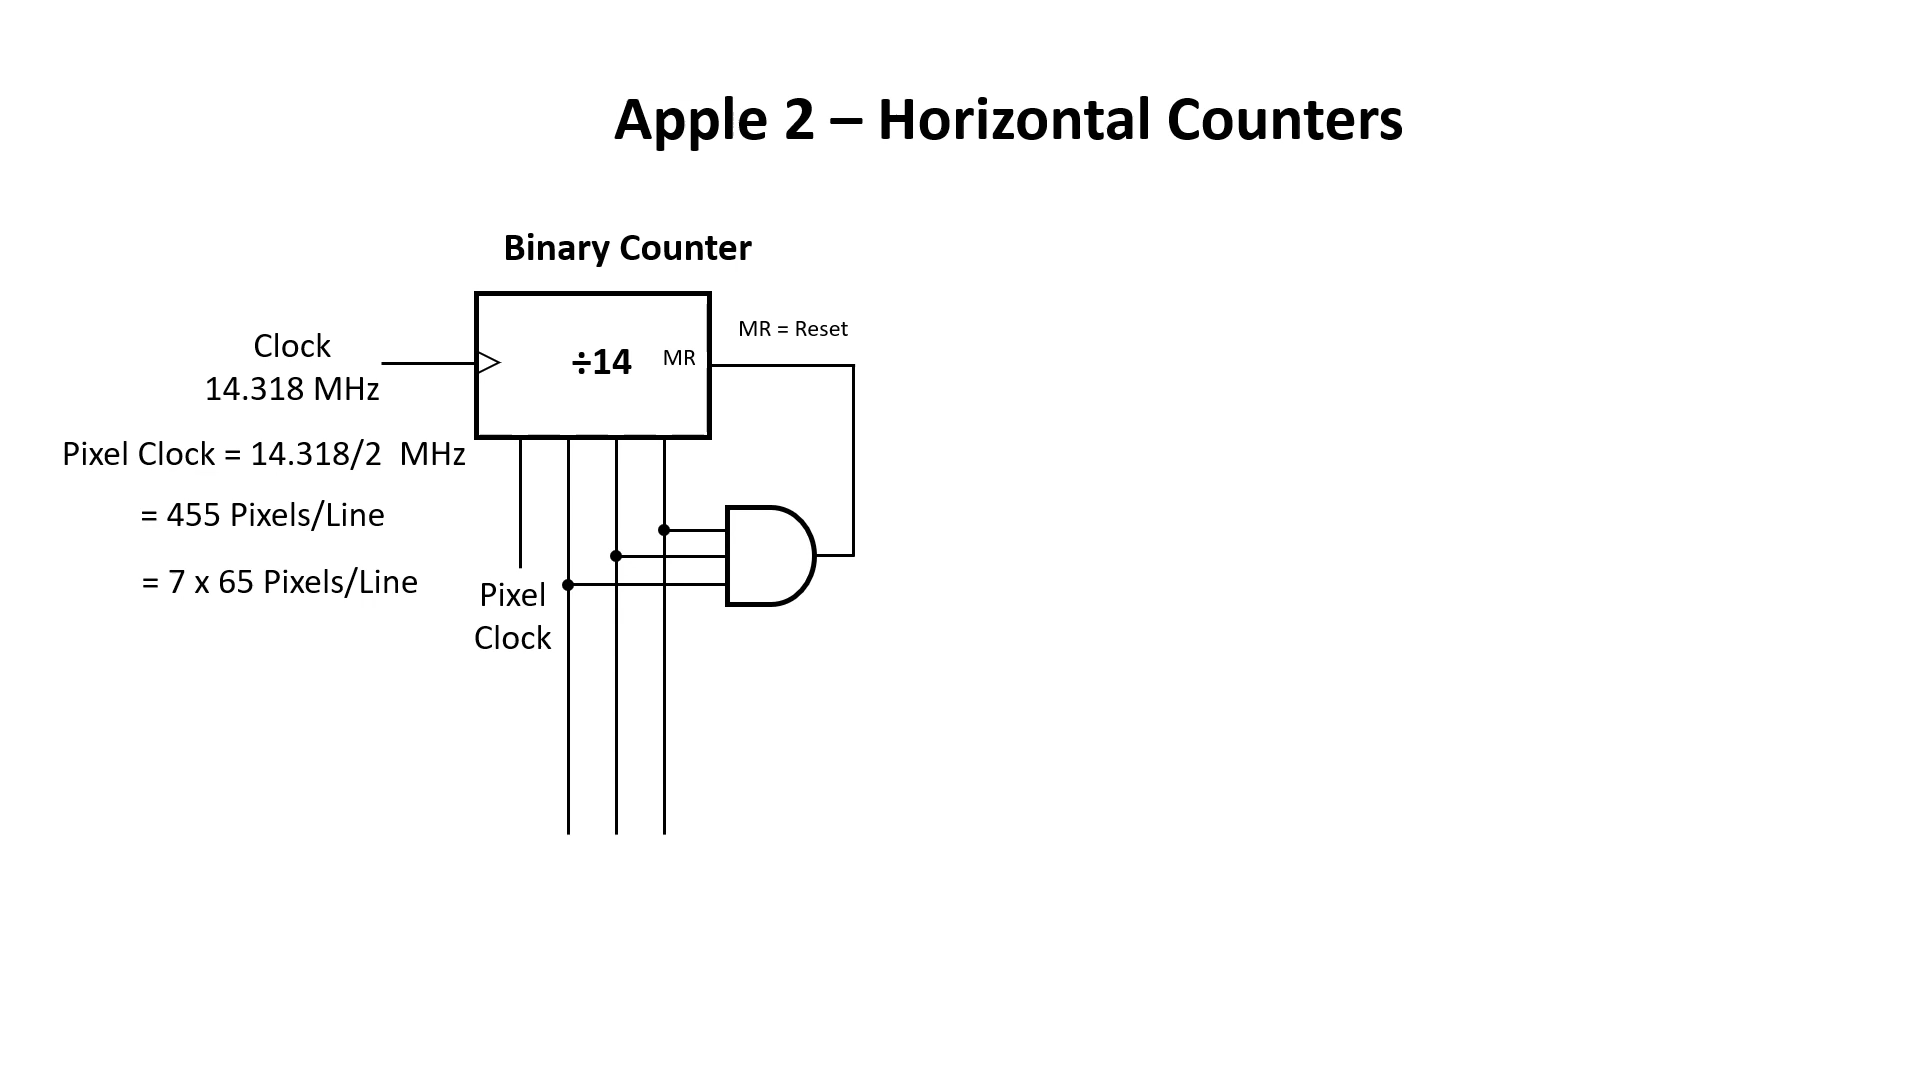 Apple 2 – Horizontal Counters
Binary Counter
MR = Reset
Clock
14.318 MHz
÷14
MR
Pixel Clock = 14.318/2  MHz
= 455 Pixels/Line
= 7 x 65 Pixels/Line
Pixel
Clock